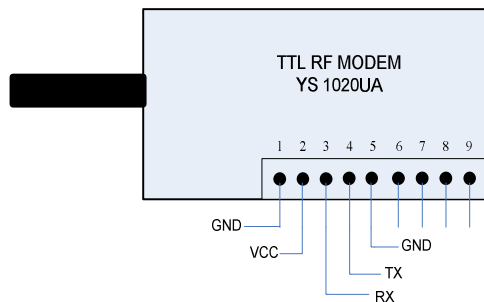 TTL RF MODEM
YS 1020UA
1 2 3 4 5 6 7 8 9
GND
GND
VCC
TX
RX